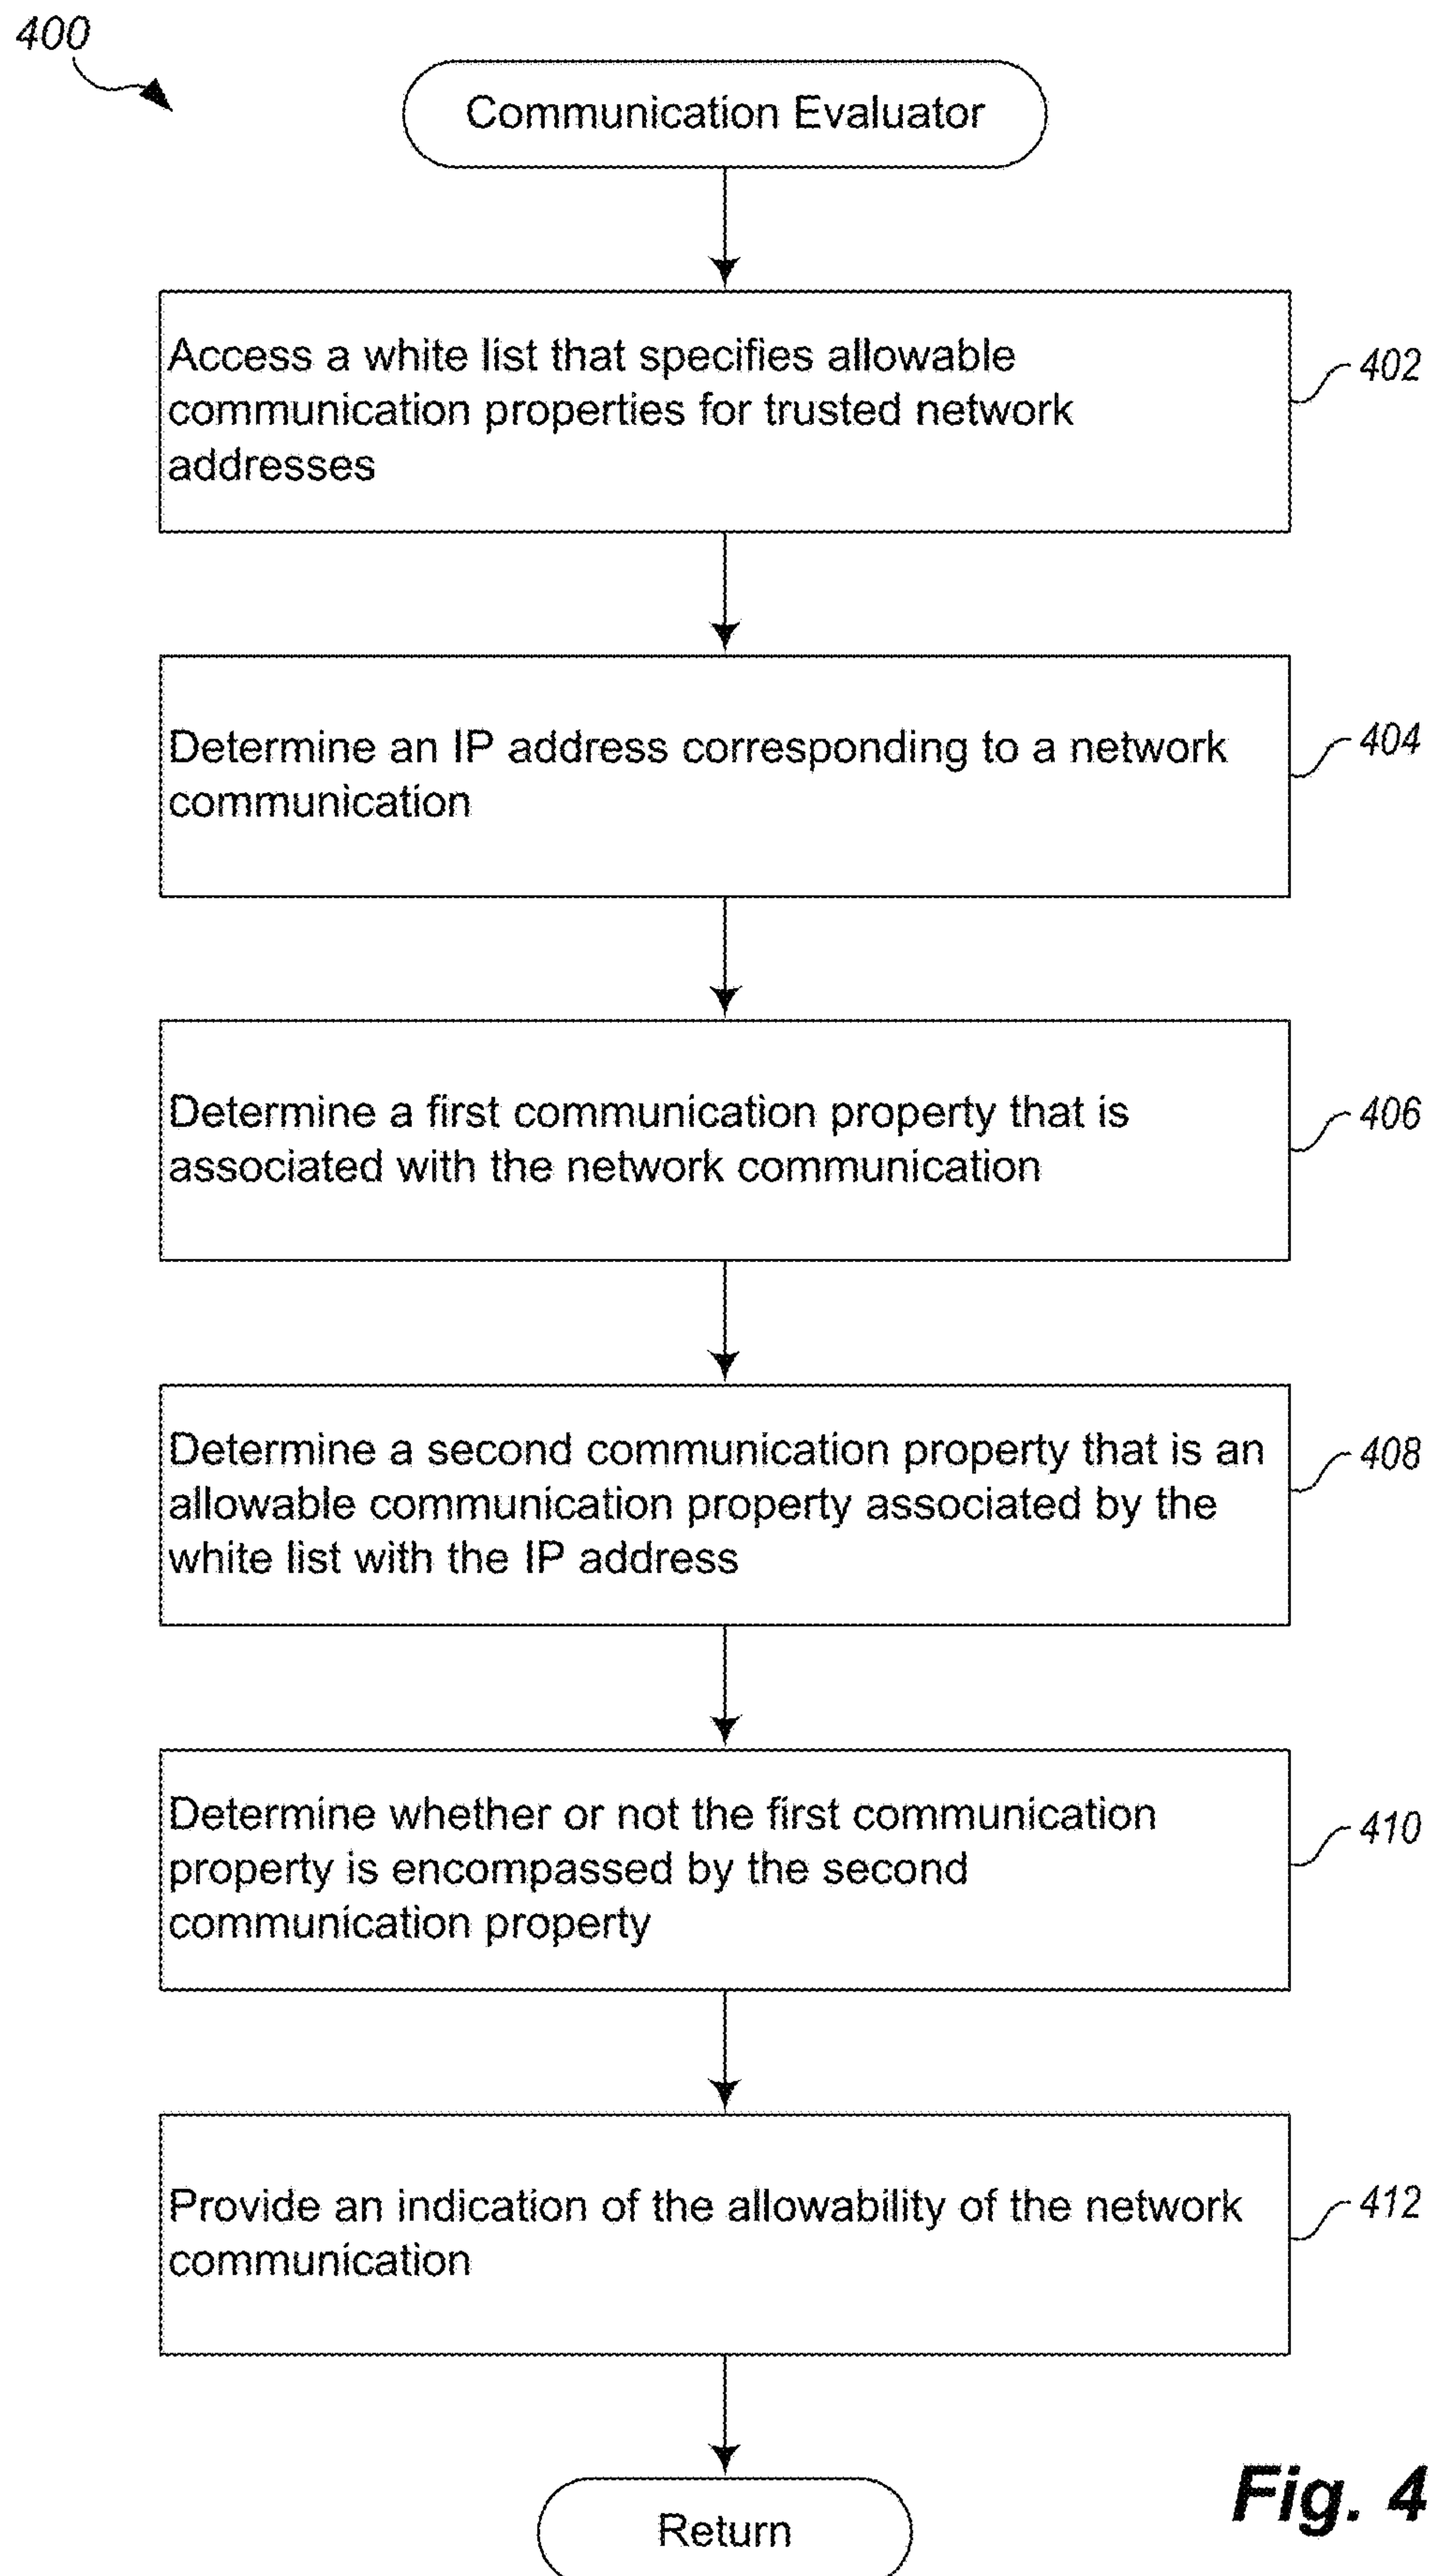 400
Communication Evaluator
Access a white list that specifies allowable
communication properties for trusted network
addresses
402
Determine an IP address corresponding to a network
communication
404
Determine a first communication property that is
associated with the network communication
406
Determine a second communication property that is an
allowable communication property associated by the
white list with the IP address
408
Determine whether or not the first communication
property is encompassed by the second
communication property
410
Provide an indication of the allowability of the network
communication
412
Return
Fig. 4